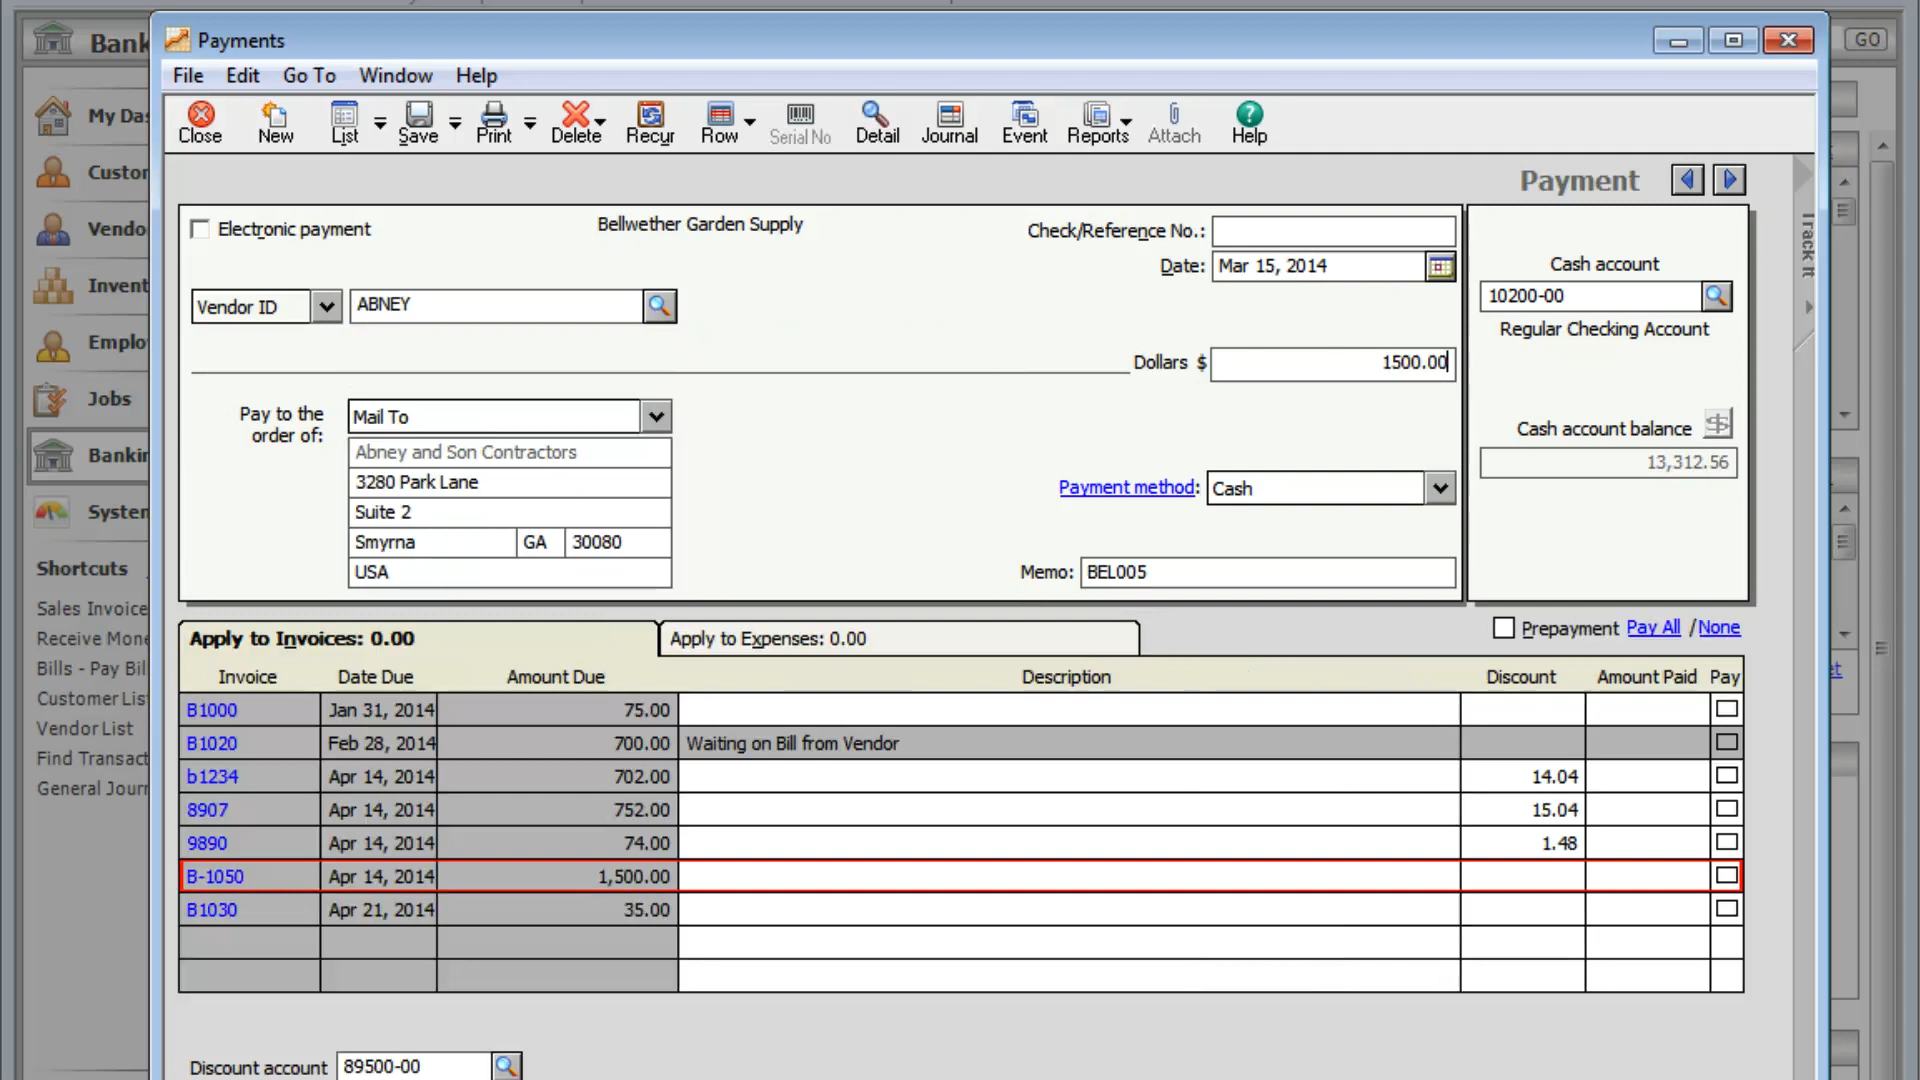 Payments
GO
Bank
File Edit Go To Window Help
Close New List Save Print Delete Recur Row Serial No Detail Journal Event Reports Attach Help
My Das
Custor
Vendo
Invent
Emplo
Jobs
Bankir
System
Payment
Track It
Electronic payment
Bellwether Garden Supply
Check/Reference No.:
Date: Mar 15, 2014
Vendor ID ABNEY
Dollars $ 1500.00
Cash account
10200-00
Regular Checking Account
Cash account balance
13,312.56
Pay to the order of:
Mail To
Abney and Son Contractors
3280 Park Lane
Suite 2
Smyrna GA 30080
USA
Payment method: Cash
Memo: BEL005
Shortcuts
Sales Invoice
Receive Mone
Bills - Pay Bil
Customer List
Vendor List
Find Transact
General Journ
Apply to Invoices: 0.00 Apply to Expenses: 0.00
Prepayment Pay All / None
Invoice Date Due Amount Due Description Discount Amount Paid Pay
B1000 Jan 31, 2014 75.00
B1020 Feb 28, 2014 700.00 Waiting on Bill from Vendor
b1234 Apr 14, 2014 702.00 14.04
8907 Apr 14, 2014 752.00 15.04
9890 Apr 14, 2014 74.00 1.48
B-1050 Apr 14, 2014 1,500.00
B1030 Apr 21, 2014 35.00
Discount account 89500-00